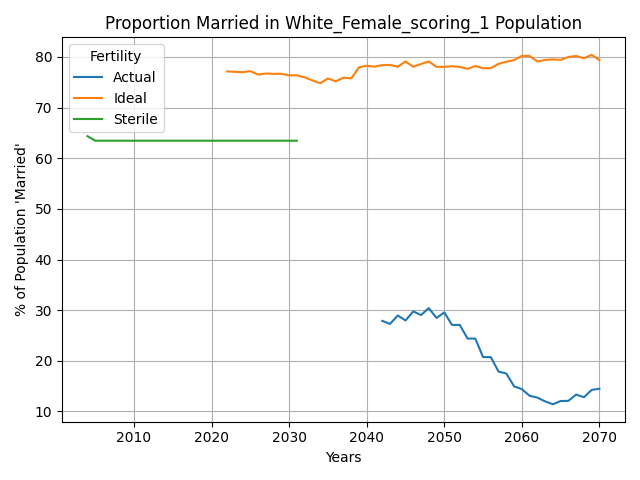 Proportion Married in White_Female_scoring_1 Population
Fertility
Actual
Ideal
Sterile
% of Population 'Married'
80
70
60
50
40
30
20
10
2010 2020 2030 2040 2050 2060 2070
Years